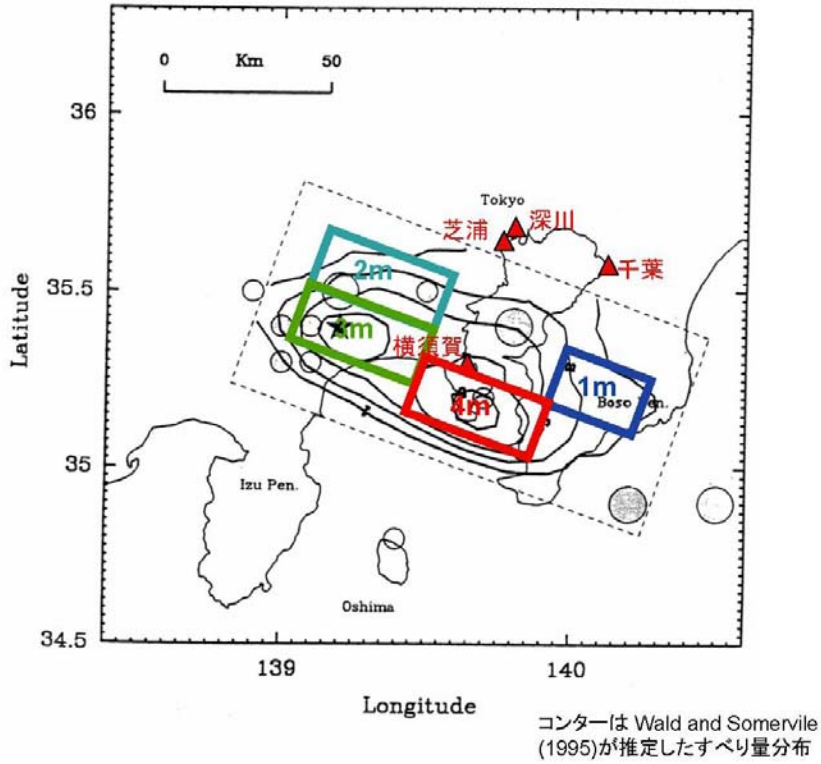 0 Km 50
36
Tokyo
深川
芝浦
千葉
2m
35.5
3m
横須賀
1m
4m
Boso Pen.
Latitude
35
Izu Pen.
Oshima
34.5
139
140
Longitude
コンターは Wald and Somervile
(1995)が推定したすべり量分布